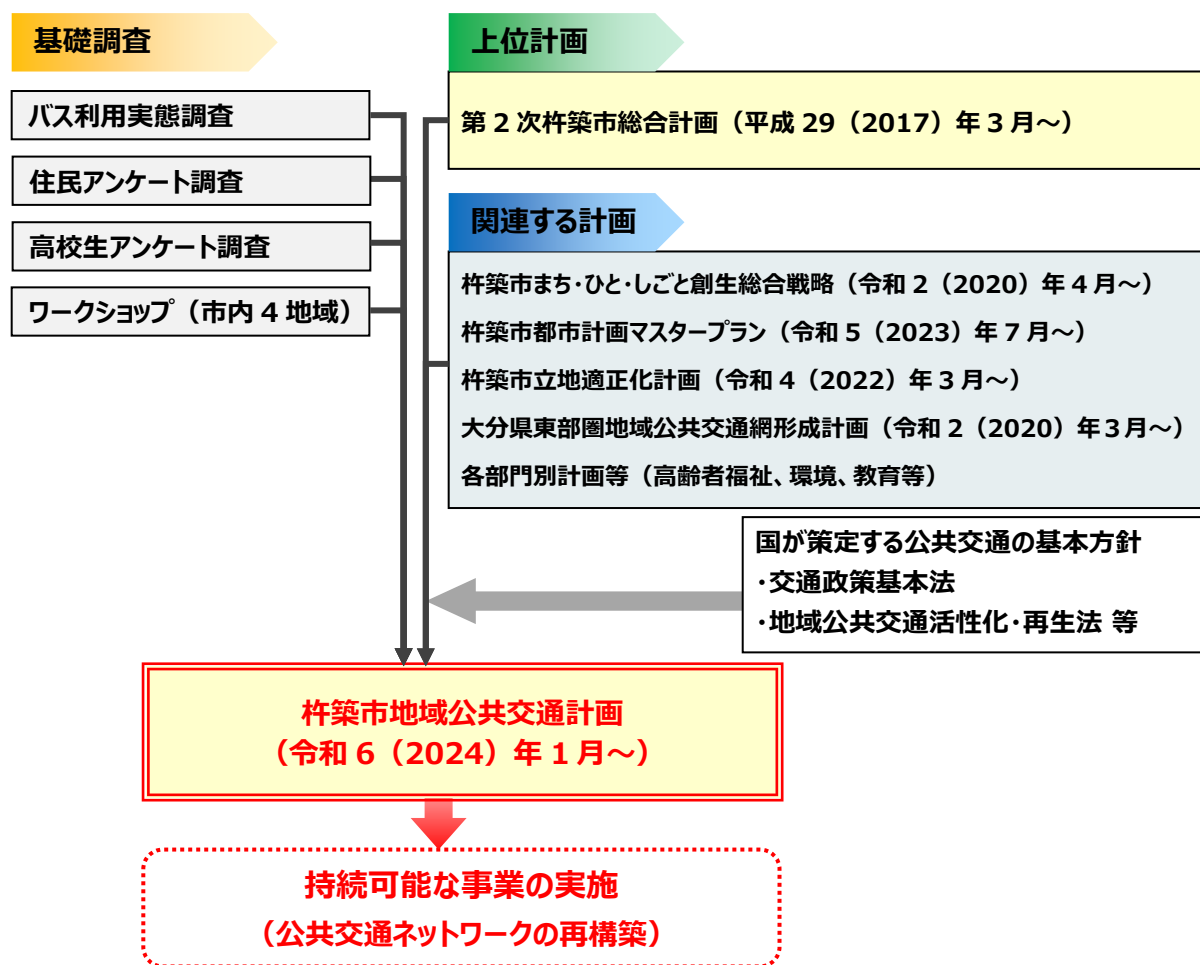 基礎調査
バス利用実態調査
住民アンケート調査
高校生アンケート調査
ワークショップ（市内４地域）
上位計画
第２次杵築市総合計画（平成 29（2017）年３月～）
関連する計画
杵築市まち・ひと・しごと創生総合戦略（令和２（2020）年４月～）
杵築市都市計画マスタープラン（令和５（2023）年７月～）
杵築市立地適正化計画（令和４（2022）年３月～）
大分県東部圏地域公共交通網形成計画（令和２（2020）年３月～）
各部門別計画等（高齢者福祉、環境、教育等）
国が策定する公共交通の基本方針
・交通政策基本法
・地域公共交通活性化・再生法 等
杵築市地域公共交通計画
（令和６（2024）年１月～）
持続可能な事業の実施
（公共交通ネットワークの再構築）